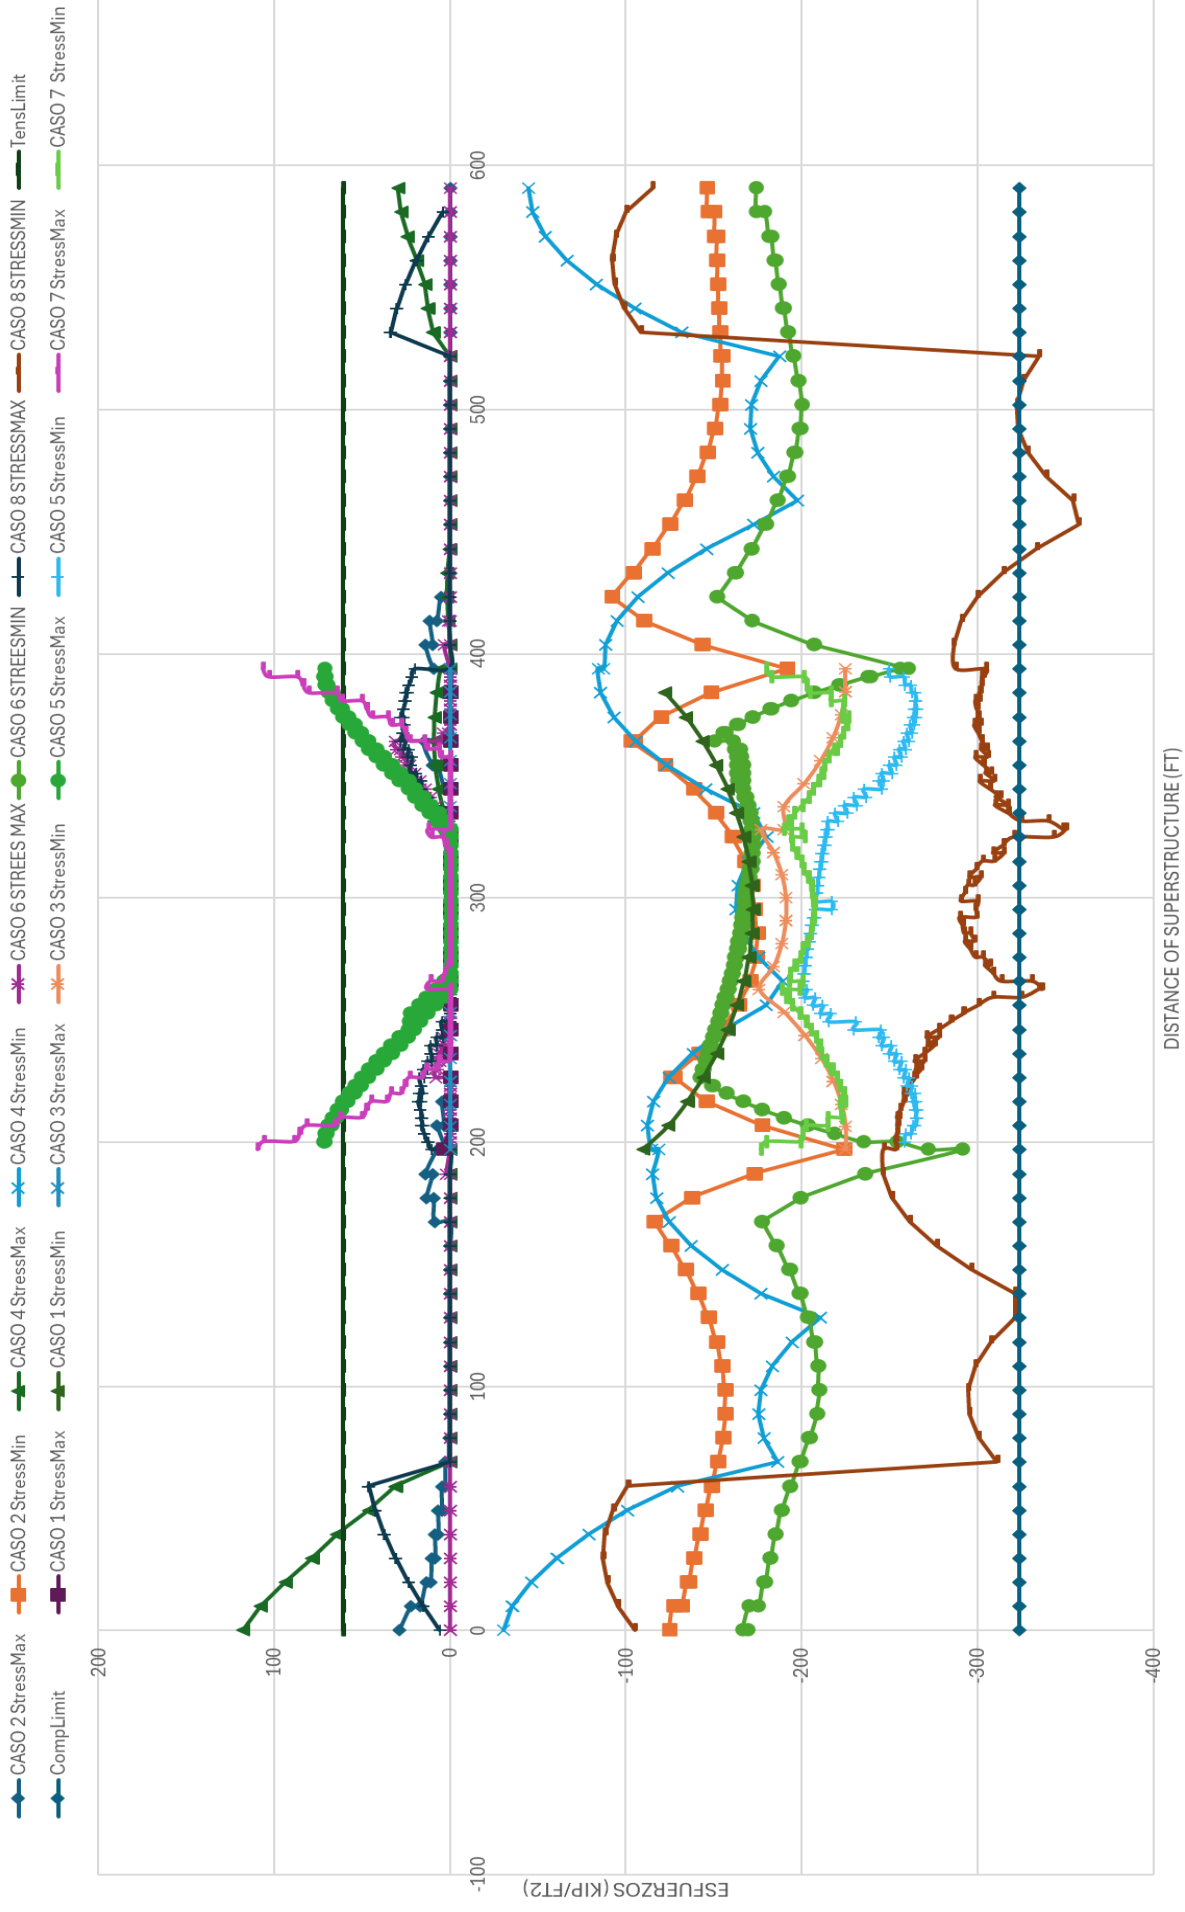 CASO 2 StressMax
CASO 2 StressMin
CASO 4 StressMax
CASO 4 StressMin
CASO 6 STREES MAX
CASO 6 STREESMIN
CASO 8 STRESSMAX
CASO 8 STRESSMIN
TensLimit
CompLimit
CASO 1 StressMax
CASO 1 StressMin
CASO 3 StressMax
CASO 3 StressMin
CASO 5 StressMax
CASO 5 StressMin
CASO 7 StressMax
CASO 7 StressMin
200
100
0
-100
-200
-300
-400
ESFUERZOS (KIP/FT2)
-100
0
100
200
300
400
500
600
DISTANCE OF SUPERSTRUCTURE (FT)